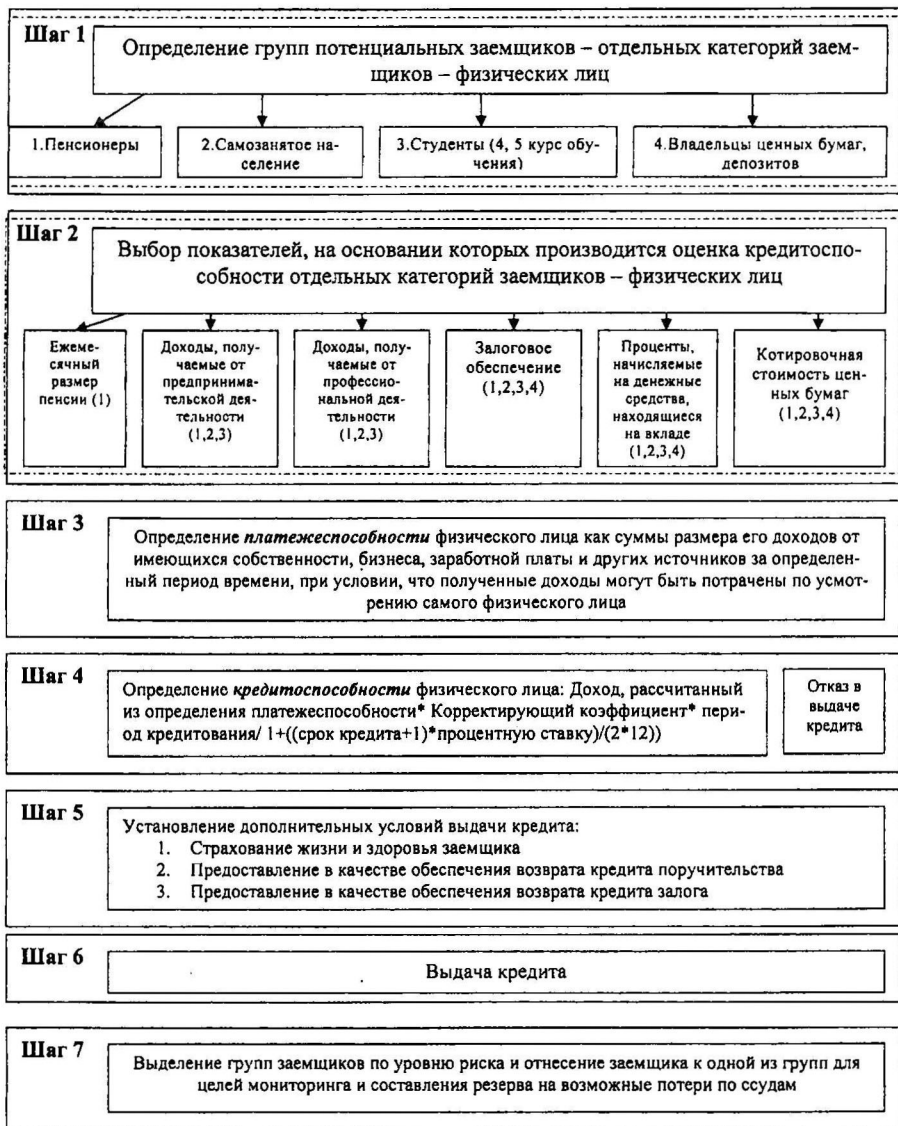 Шаг 1
Определение групп потенциальных заемщиков – отдельных категорий заем-
щиков – физических лиц
1.Пенсионеры
2.Самозанятое на-
селение
3.Студенты (4, 5 курс обу-
чения)
4.Владельцы ценных бумаг,
депозитов
Шаг 2
Выбор показателей, на основании которых производится оценка кредитоспо-
собности отдельных категорий заемщиков – физических лиц
Ежеме-
сячный
размер
пенсии (1)
Доходы, полу-
чаемые от
предпринима-
тельской дея-
тельности
(1,2,3)
Доходы, полу-
чаемые от
профессио-
нальной дея-
тельности
(1,2,3)
Залоговое
обеспечение
(1,2,3,4)
Проценты,
начисляемые
на денежные
средства,
находящиеся
на вкладе
(1,2,3,4)
Котировочная
стоимость цен-
ных бумаг
(1,2,3,4)
Шаг 3
Определение платежеспособности физического лица как суммы размера его доходов от
имеющихся собственности, бизнеса, заработной платы и других источников за определен-
ный период времени, при условии, что полученные доходы могут быть потрачены по усмот-
рению самого физического лица
Шаг 4
Определение кредитоспособности физического лица: Доход, рассчитанный
из определения платежеспособности* Корректирующий коэффициент* пери-
од кредитования/ 1+((срок кредита+1)*процентную ставку)/(2*12))
Отказ в
выдаче
кредита
Шаг 5
Установление дополнительных условий выдачи кредита:
1. Страхование жизни и здоровья заемщика
2. Предоставление в качестве обеспечения возврата кредита поручительства
3. Предоставление в качестве обеспечения возврата кредита залога
Шаг 6
Выдача кредита
Шаг 7
Выделение групп заемщиков по уровню риска и отнесение заемщика к одной из групп для
целей мониторинга и составления резерва на возможные потери по ссудам